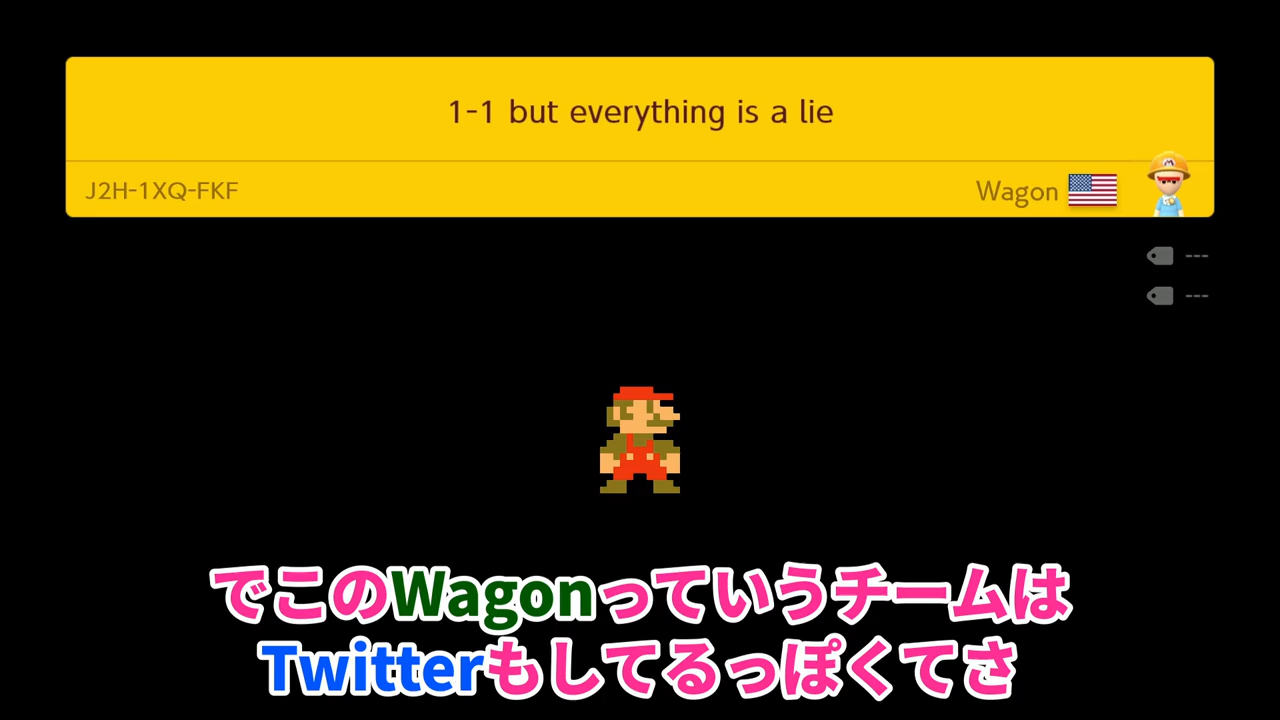 1-1 but everything is a lie
J2H-1XQ-FKF
Wagon
---
---
でこのWagonっていうチームは
Twitterもしてるっぽくてさ